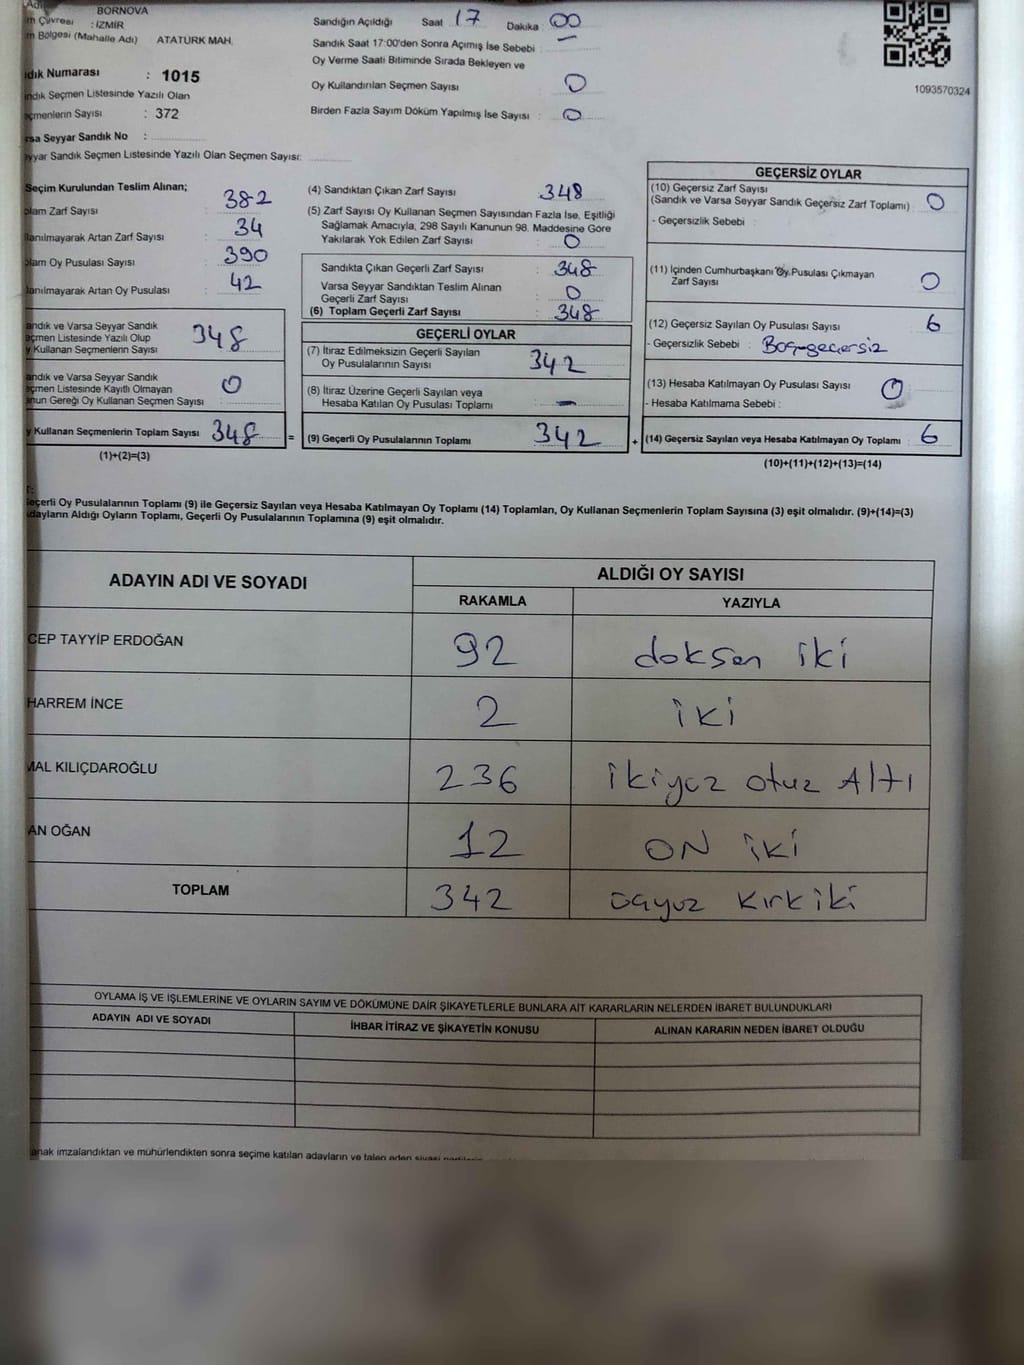 BORNOVA
m Çevresi : İZMİR
m Bölgesi (Mahalle Adı) ATATÜRK MAH.
dık Numarası : 1015
ındık Seçmen Listesinde Yazılı Olan
eçmenlerin Sayısı : 372
rsa Seyyar Sandık No :
yyar Sandık Seçmen Listesinde Yazılı Olan Seçmen Sayısı:
Sandığın Açıldığı Saat 17 Dakika 00
Sandık Saat 17:00'den Sonra Açımış İse Sebebi :
Oy Verme Saati Bitiminde Sırada Bekleyen ve
Oy Kullandırılan Seçmen Sayısı 0
Birden Fazla Sayım Döküm Yapılmış İse Sayısı : 0
1093570324
Seçim Kurulundan Teslim Alınan;
plam Zarf Sayısı : 382
llanılmayarak Artan Zarf Sayısı : 34
plam Oy Pusulası Sayısı : 390
lanılmayarak Artan Oy Pusulası : 42
andık ve Varsa Seyyar Sandık
eçmen Listesinde Yazılı Olup
y Kullanan Seçmenlerin Sayısı 348
andık ve Varsa Seyyar Sandık
eçmen Listesinde Kayıtlı Olmayan
anun Gereği Oy Kullanan Seçmen Sayısı : 0
y Kullanan Seçmenlerin Toplam Sayısı 348 =
(1)+(2)=(3)
(4) Sandıktan Çıkan Zarf Sayısı : 348
(5) Zarf Sayısı Oy Kullanan Seçmen Sayısından Fazla İse, Eşitliği
Sağlamak Amacıyla, 298 Sayılı Kanunun 98. Maddesine Göre
Yakılarak Yok Edilen Zarf Sayısı : 0
Sandıkta Çıkan Geçerli Zarf Sayısı : 348
Varsa Seyyar Sandıktan Teslim Alınan
Geçerli Zarf Sayısı : 0
(6) Toplam Geçerli Zarf Sayısı : 348
GEÇERLİ OYLAR
(7) İtiraz Edilmeksizin Geçerli Sayılan
Oy Pusulalarının Sayısı : 342
(8) İtiraz Üzerine Geçerli Sayılan veya
Hesaba Katılan Oy Pusulası Toplamı : -
(9) Geçerli Oy Pusulalarının Toplamı : 342 +
GEÇERSİZ OYLAR
(10) Geçersiz Zarf Sayısı
(Sandık ve Varsa Seyyar Sandık Geçersiz Zarf Toplamı) : 0
- Geçersizlik Sebebi :
(11) İçinden Cumhurbaşkanı Oy Pusulası Çıkmayan
Zarf Sayısı : 0
(12) Geçersiz Sayılan Oy Pusulası Sayısı : 6
- Geçersizlik Sebebi : Boş-geçersiz
(13) Hesaba Katılmayan Oy Pusulası Sayısı : 0
- Hesaba Katılmama Sebebi :
(14) Geçersiz Sayılan veya Hesaba Katılmayan Oy Toplamı : 6
(10)+(11)+(12)+(13)=(14)
eçerli Oy Pusulalarının Toplamı (9) ile Geçersiz Sayılan veya Hesaba Katılmayan Oy Toplamı (14) Toplamları, Oy Kullanan Seçmenlerin Toplam Sayısına (3) eşit olmalıdır. (9)+(14)=(3)
adayların Aldığı Oyların Toplamı, Geçerli Oy Pusulalarının Toplamına (9) eşit olmalıdır.
ADAYIN ADI VE SOYADI ALDIĞI OY SAYISI
RAKAMLA YAZIYLA
CEP TAYYİP ERDOĞAN 92 doksan iki
HARREM İNCE 2 iki
MAL KILIÇDAROĞLU 236 ikiyüz otuz Altı
AN OĞAN 12 ON iki
TOPLAM 342 üçyüz Kırkiki
OYLAMA İŞ VE İŞLEMLERİNE VE OYLARIN SAYIM VE DÖKÜMÜNE DAİR ŞİKAYETLERLE BUNLARA AİT KARARLARIN NELERDEN İBARET BULUNDUKLARI
ADAYIN ADI VE SOYADI İHBAR İTİRAZ VE ŞİKAYETİN KONUSU ALINAN KARARIN NEDEN İBARET OLDUĞU
anak imzalandıktan ve mühürlendikten sonra seçime katılan adayların ve talep eden siyasi